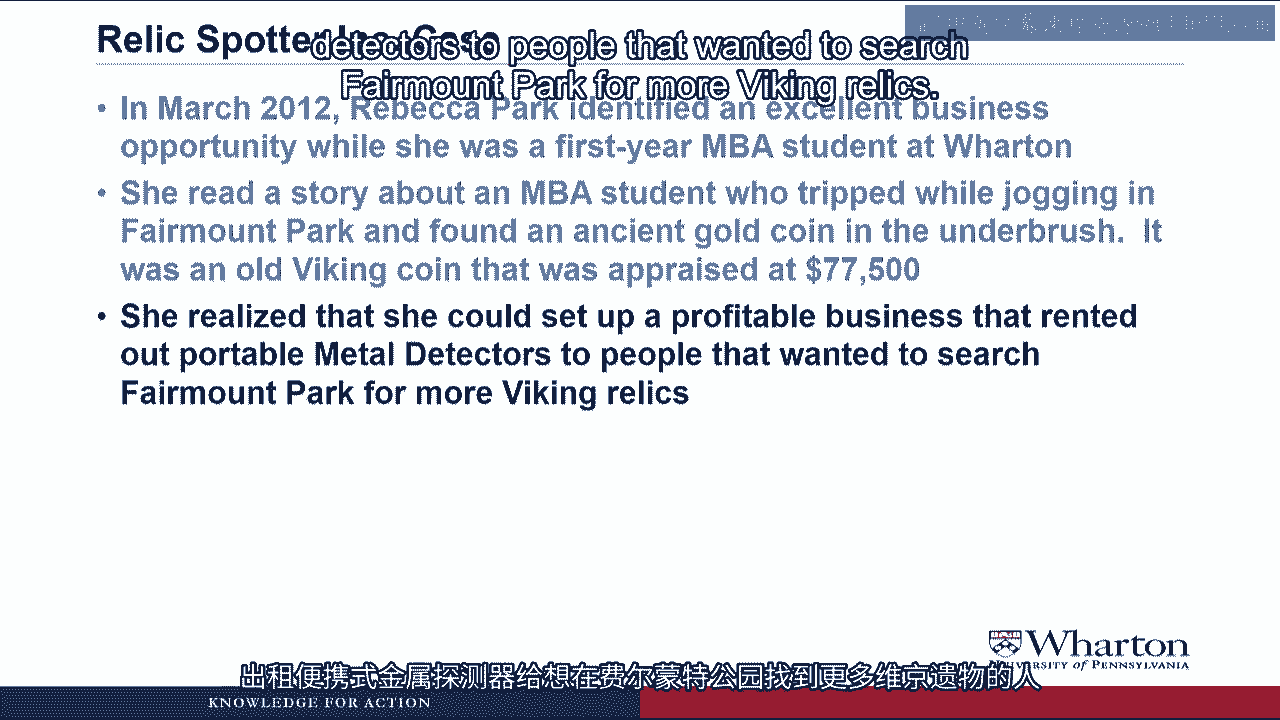 Relic Spotter Inc. Case
detectors to people that wanted to search
Fairmount Park for more Viking relics.
• In March 2012, Rebecca Park identified an excellent business
opportunity while she was a first-year MBA student at Wharton
• She read a story about an MBA student who tripped while jogging in
Fairmount Park and found an ancient gold coin in the underbrush. It
was an old Viking coin that was appraised at $77,500
• She realized that she could set up a profitable business that rented
out portable Metal Detectors to people that wanted to search
Fairmount Park for more Viking relics
Wharton
UNIVERSITY of PENNSYLVANIA
出租便携式金属探测器给想在费尔蒙特公园找到更多维京遗物的人
KNOWLEDGE FOR ACTION